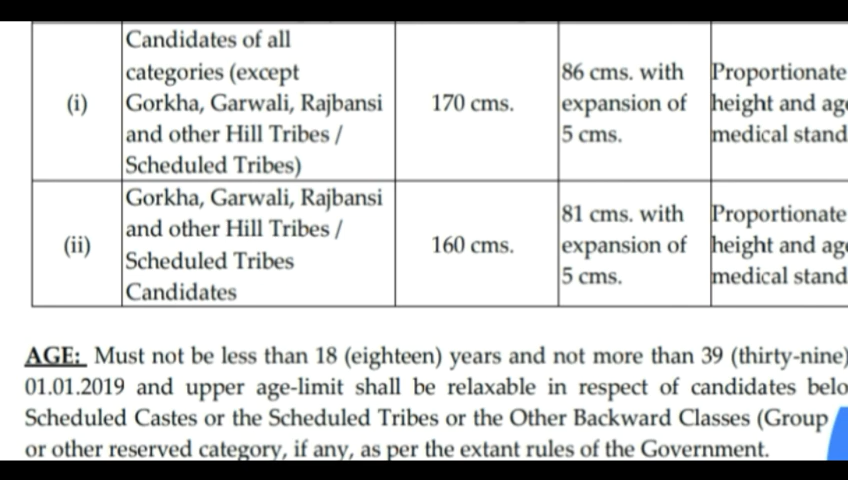 Candidates of all
categories (except
Gorkha, Garwali, Rajbansi
and other Hill Tribes /
Scheduled Tribes)
(i)
170 cms.
86 cms. with
expansion of
5 cms.
Proportionate
height and
medical
Gorkha, Garwali, Rajbansi
and other Hill Tribes /
Scheduled Tribes
Candidates
(ii)
160 cms.
81 cms. with
expansion of
5 cms.
Proportionate
height and
medical
AGE: Must not be less than 18 (eighteen) years and not more than 39 (thirty-nine)
01.01.2019 and upper age-limit shall be relaxable in respect of candidates
Scheduled Castes or the Scheduled Tribes or the Other Backward Classes (Group
or other reserved category, if any, as per the extant rules of the Government.